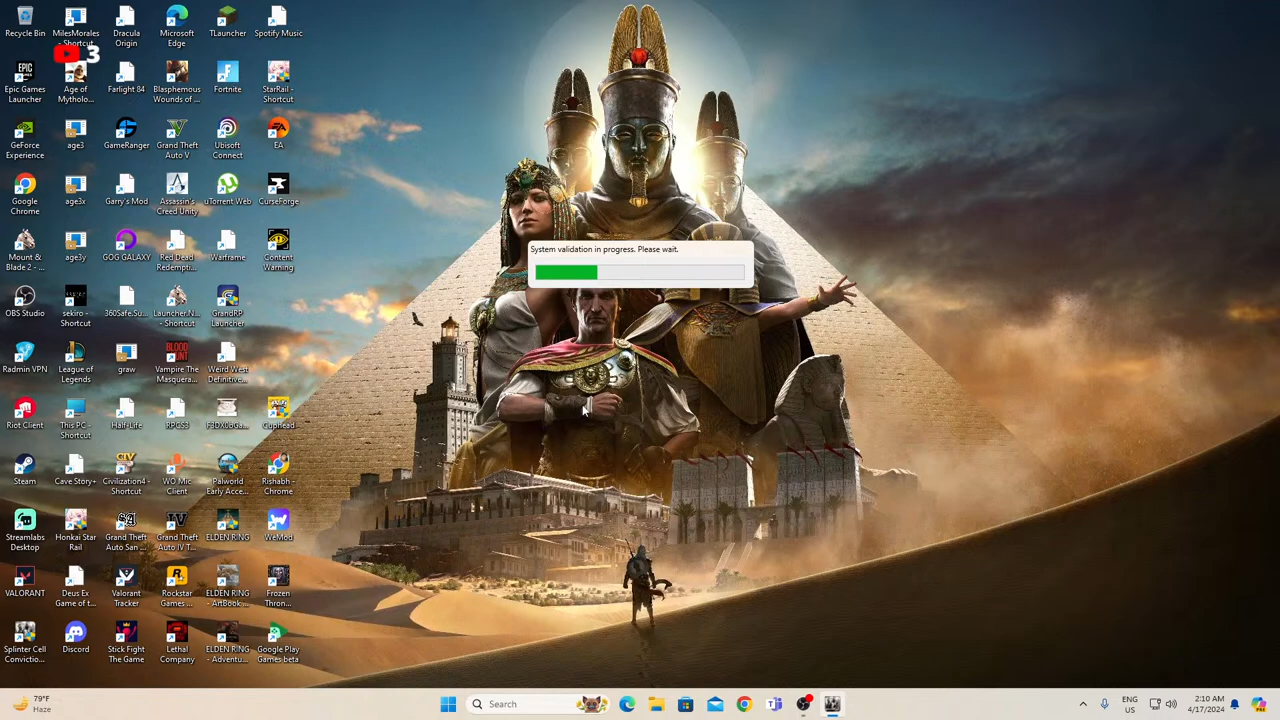 Recycle Bin
MilesMorales
- Shortcut
Dracula
Origin
Microsoft
Edge
TLauncher
Spotify Music
3
EPIC
Epic Games
Launcher
Age of
Mytholo...
Farlight 84
Blasphemous
Wounds of ...
Fortnite
StarRail -
Shortcut
GeForce
Experience
age3
GameRanger
Grand Theft
Auto V
Ubisoft
Connect
EA
Google
Chrome
age3x
Garry's Mod
Assassin's
Creed Unity
uTorrent Web
CurseForge
Mount &
Blade 2 - ...
age3y
GOG GALAXY
Red Dead
Redempti...
Warframe
Content
Warning
System validation in progress. Please wait.
OBS Studio
sekiro -
Shortcut
360Safe.Su...
Launcher.N...
- Shortcut
GrandRP
Launcher
Radmin VPN
League of
Legends
graw
Vampire The
Masquera...
Weird West
Definitive...
Riot Client
This PC -
Shortcut
Half-Life
RPCS3
F3DX0bGa...
Cuphead
Steam
Cave Story+
Civilization4 -
Shortcut
WO Mic
Client
Palworld
Early Acce...
Rishabh -
Chrome
Streamlabs
Desktop
Honkai Star
Rail
Grand Theft
Auto San ...
Grand Theft
Auto IV T...
ELDEN RING
WeMod
VALORANT
Deus Ex
Game of t...
Valorant
Tracker
Rockstar
Games ...
ELDEN RING
- ArtBook...
Frozen
Thron...
Splinter Cell
Convictio...
Discord
Stick Fight
The Game
Lethal
Company
ELDEN RING
- Adventu...
Google Play
Games beta
79°F
Haze
Search
ENG
US
2:10 AM
4/17/2024